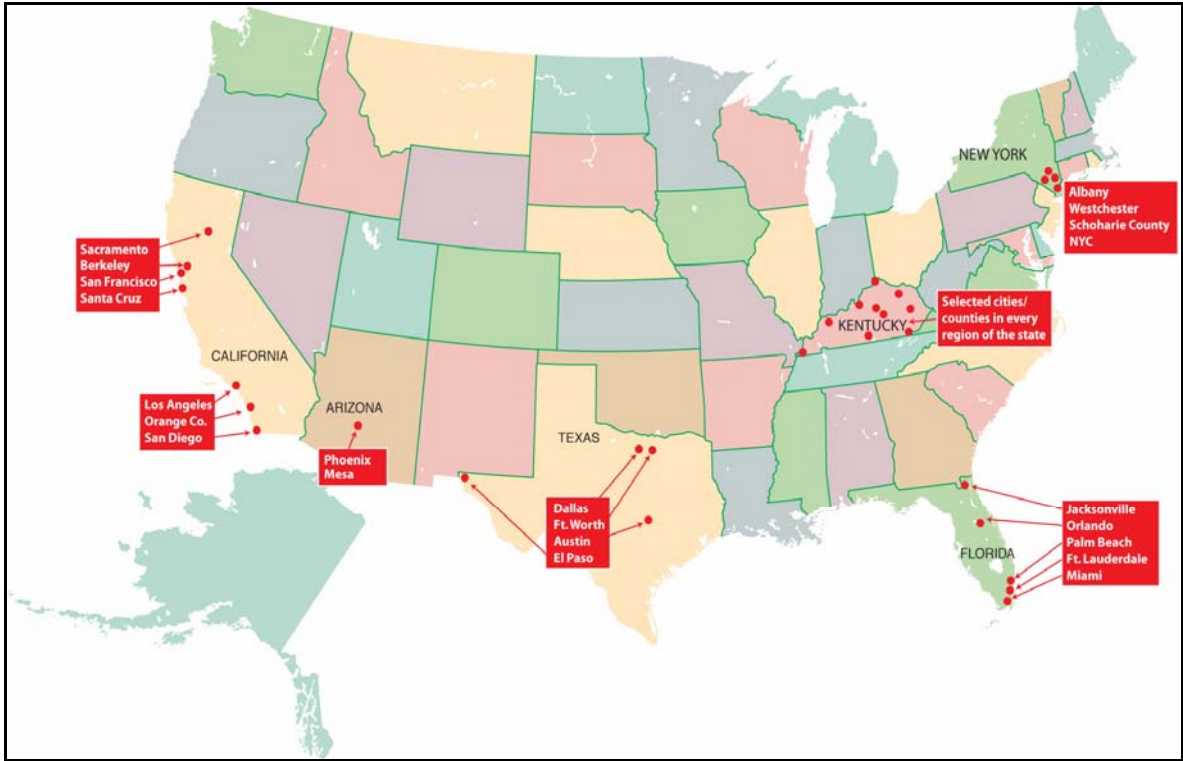 NEW YORK
Albany
Westchester
Schoharie County
NYC
Sacramento
Berkeley
San Francisco
Santa Cruz
Selected cities/
counties in every
region of the state
KENTUCKY
CALIFORNIA
Los Angeles
Orange Co.
San Diego
ARIZONA
Phoenix
Mesa
TEXAS
Dallas
Ft. Worth
Austin
El Paso
Jacksonville
Orlando
Palm Beach
Ft. Lauderdale
Miami
FLORIDA